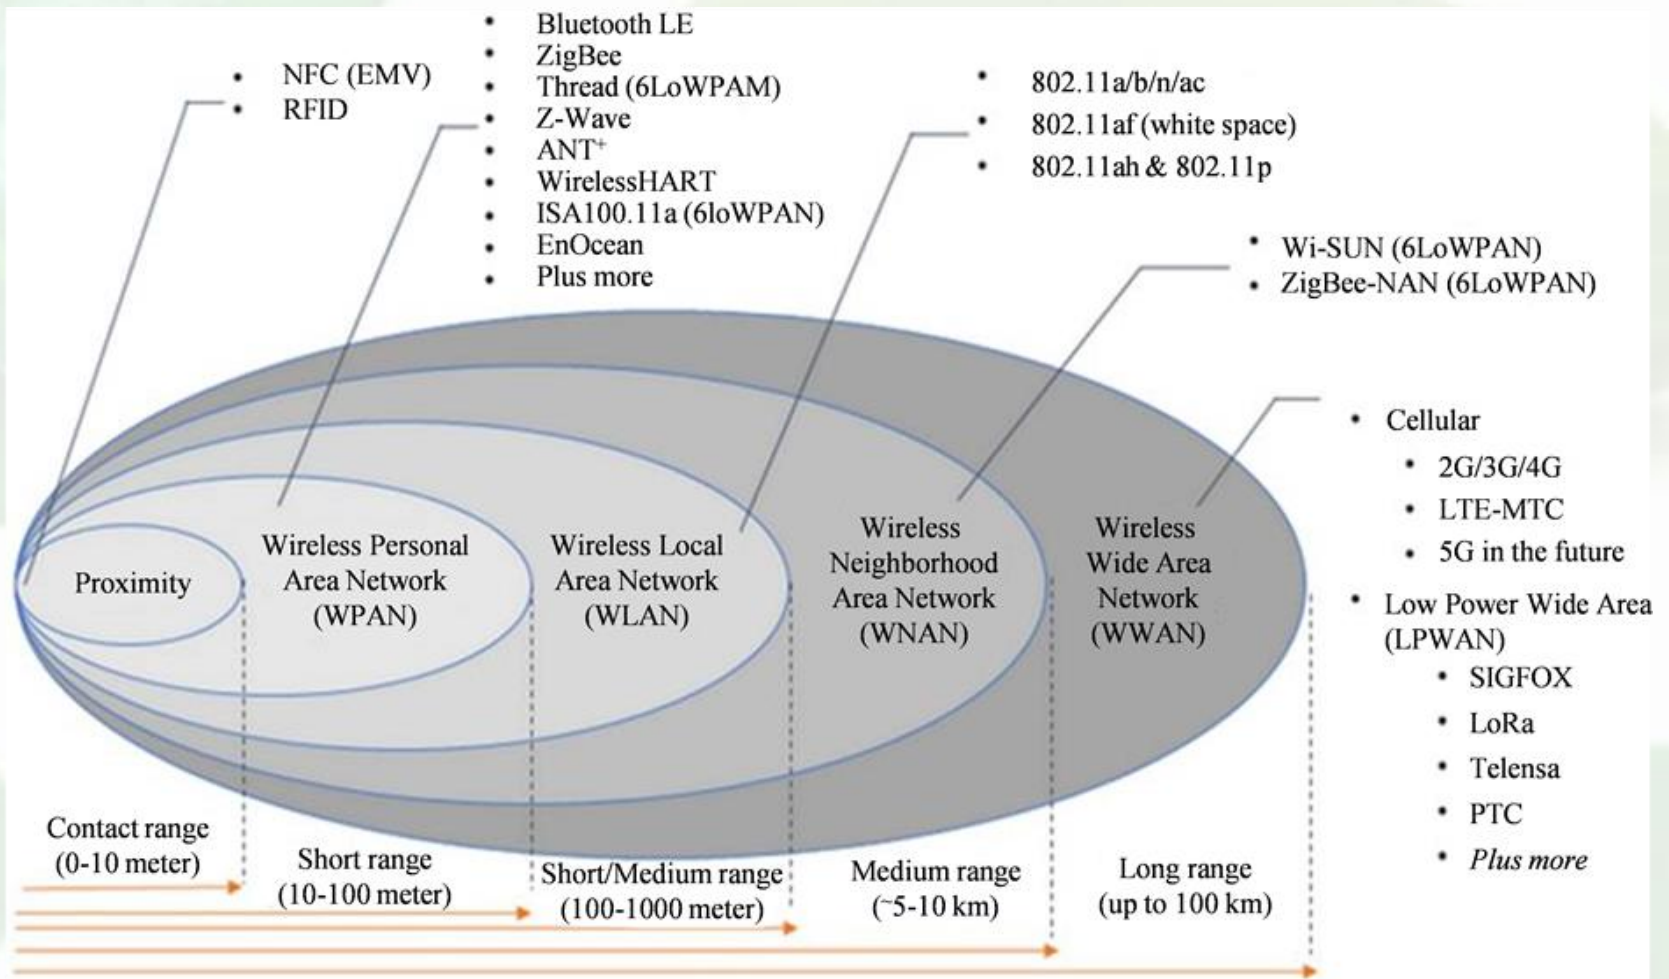 • NFC (EMV)
• RFID
• Bluetooth LE
• ZigBee
• Thread (6LoWPAM)
• Z-Wave
• ANT⁺
• WirelessHART
• ISA100.11a (6loWPAN)
• EnOcean
• Plus more
• 802.11a/b/n/ac
• 802.11af (white space)
• 802.11ah & 802.11p
• Wi-SUN (6LoWPAN)
• ZigBee-NAN (6LoWPAN)
• Cellular
• 2G/3G/4G
• LTE-MTC
• 5G in the future
• Low Power Wide Area
(LPWAN)
• SIGFOX
• LoRa
• Telensa
• PTC
• Plus more
Proximity
Wireless Personal
Area Network
(WPAN)
Wireless Local
Area Network
(WLAN)
Wireless
Neighborhood
Area Network
(WNAN)
Wireless
Wide Area
Network
(WWAN)
Contact range
(0-10 meter)
Short range
(10-100 meter)
Short/Medium range
(100-1000 meter)
Medium range
(~5-10 km)
Long range
(up to 100 km)